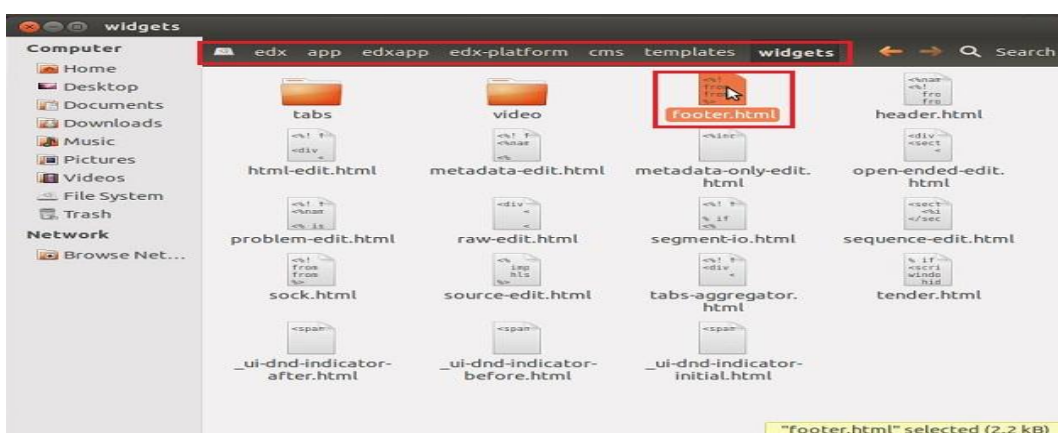 widgets
Computer
Home
Desktop
Documents
Downloads
Music
Pictures
Videos
File System
Trash
Network
Browse Net...
edx app edxapp edx-platform cms templates widgets Search
tabs video footer.html header.html
html-edit.html metadata-edit.html metadata-only-edit. open-ended-edit.
html html
problem-edit.html raw-edit.html segment-io.html sequence-edit.html
sock.html source-edit.html tabs-aggregator. tender.html
html
_ui-dnd-indicator- _ui-dnd-indicator- _ui-dnd-indicator-
after.html before.html initial.html
"footer.html" selected (2.2 kB)